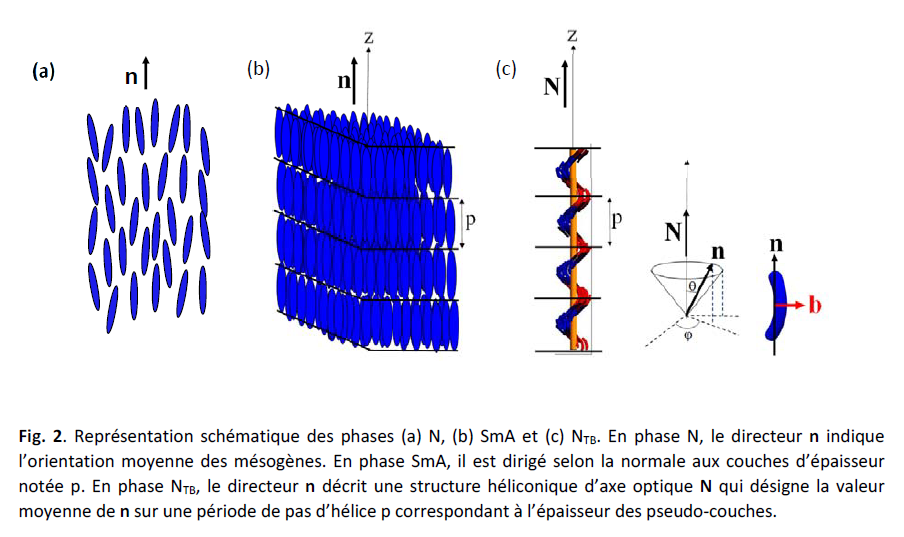 (a)
n
(b)
n
z
p
(c)
N
z
p
N
n
θ
φ
n
b
Fig. 2. Représentation schématique des phases (a) N, (b) SmA et (c) NTB. En phase N, le directeur n indique
l’orientation moyenne des mésogènes. En phase SmA, il est dirigé selon la normale aux couches d’épaisseur
notée p. En phase NTB, le directeur n décrit une structure héliconique d’axe optique N qui désigne la valeur
moyenne de n sur une période de pas d’hélice p correspondant à l’épaisseur des pseudo-couches.